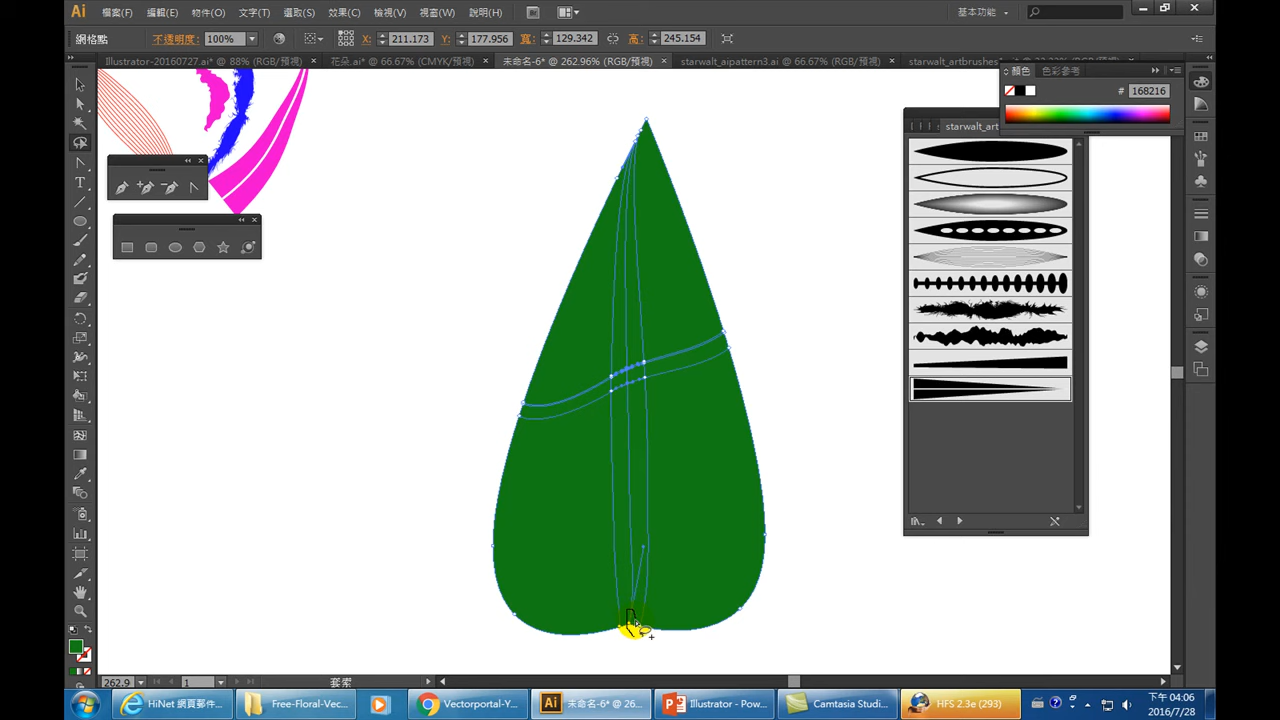 Ai 檔案(F) 編輯(E) 物件(O) 文字(T) 選取(S) 效果(C) 檢視(V) 視窗(W) 說明(H) Br 基本功能
網格點 不透明度: 100% X: 211.173 Y: 177.956 寬: 129.342 高: 245.154
Illustrator-20160727.ai* @ 88% (RGB/預視) × 花朵.ai* @ 66.67% (CMYK/預視) × 未命名-6* @ 262.96% (RGB/預視) × starwalt_aipattern3.ai @ 66.67% (RGB/預視) × starwalt_artbrushes
顏色 色彩參考
# 168216
starwalt_art
T
262.9 1 套索
HiNet 網頁郵件... Free-Floral-Vec... Vectorportal-Y... Ai 未命名-6* @ 26... Illustrator - Pow... Camtasia Studi... HFS 2.3e (293)
下午 04:06
2016/7/28